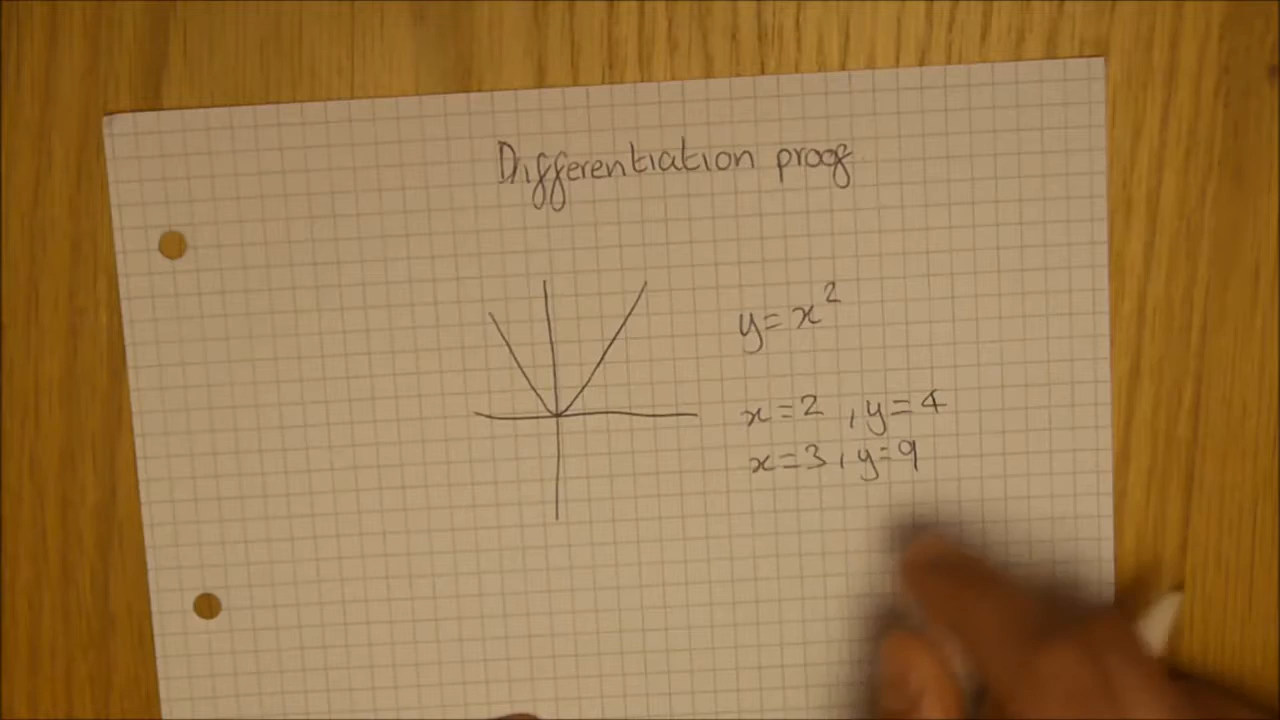 Differentiation proof
y=x²
x=2, y=4
x=3, y=9